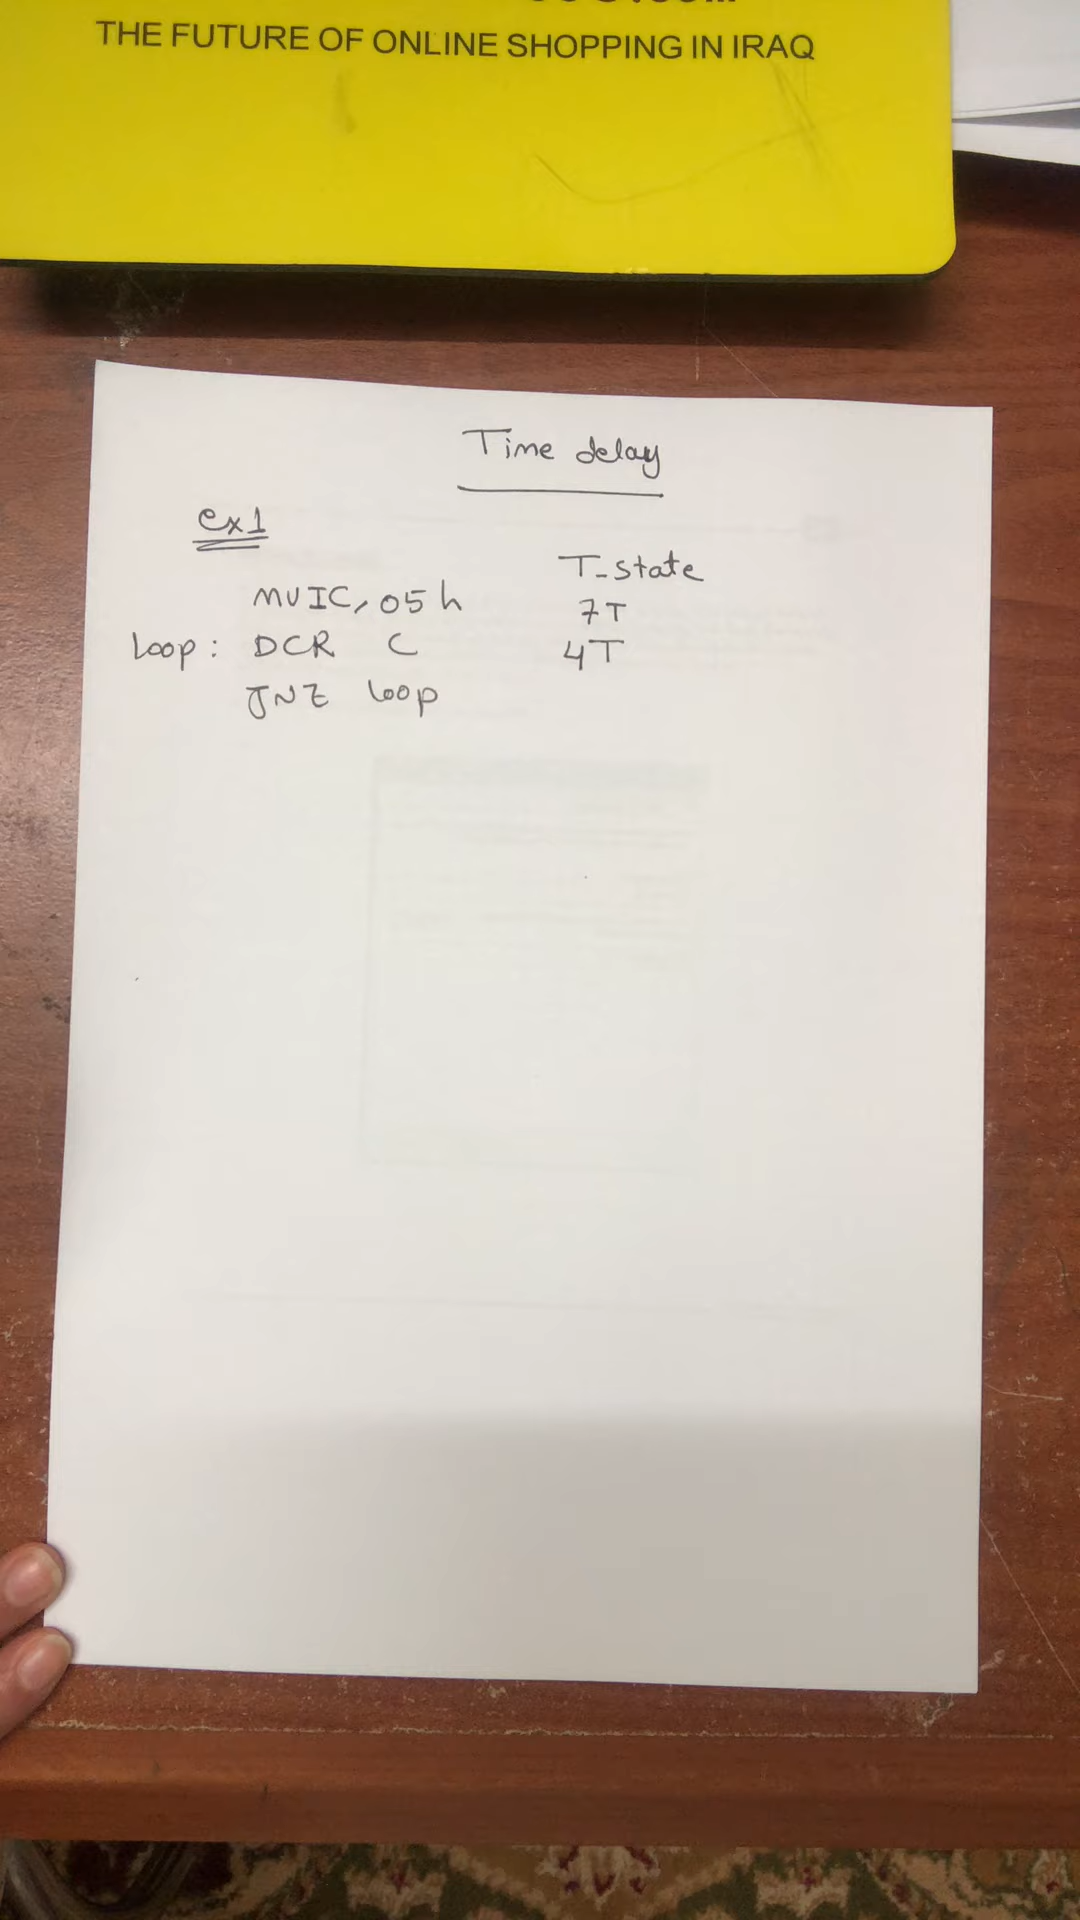 THE FUTURE OF ONLINE SHOPPING IN IRAQ
Time delay
ex1
T-state
MVIC, 05h 7T
Loop: DCR C 4T
JNZ loop